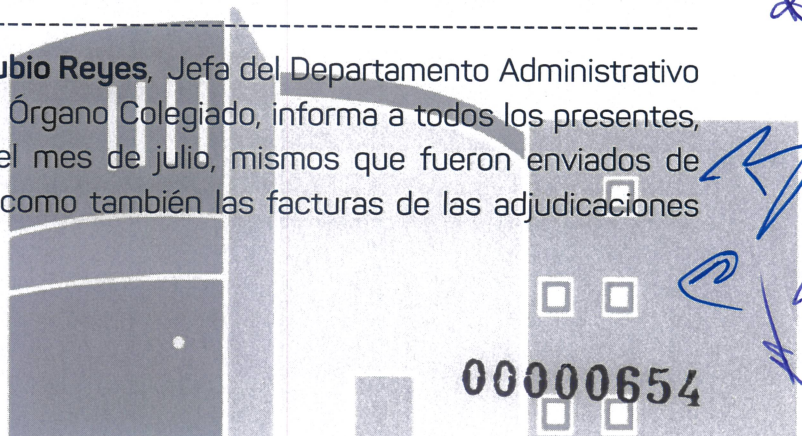 ubio Reyes, Jefa del Departamento Administrativo
Órgano Colegiado, informa a todos los presentes,
el mes de julio, mismos que fueron enviados de
como también las facturas de las adjudicaciones
00000654